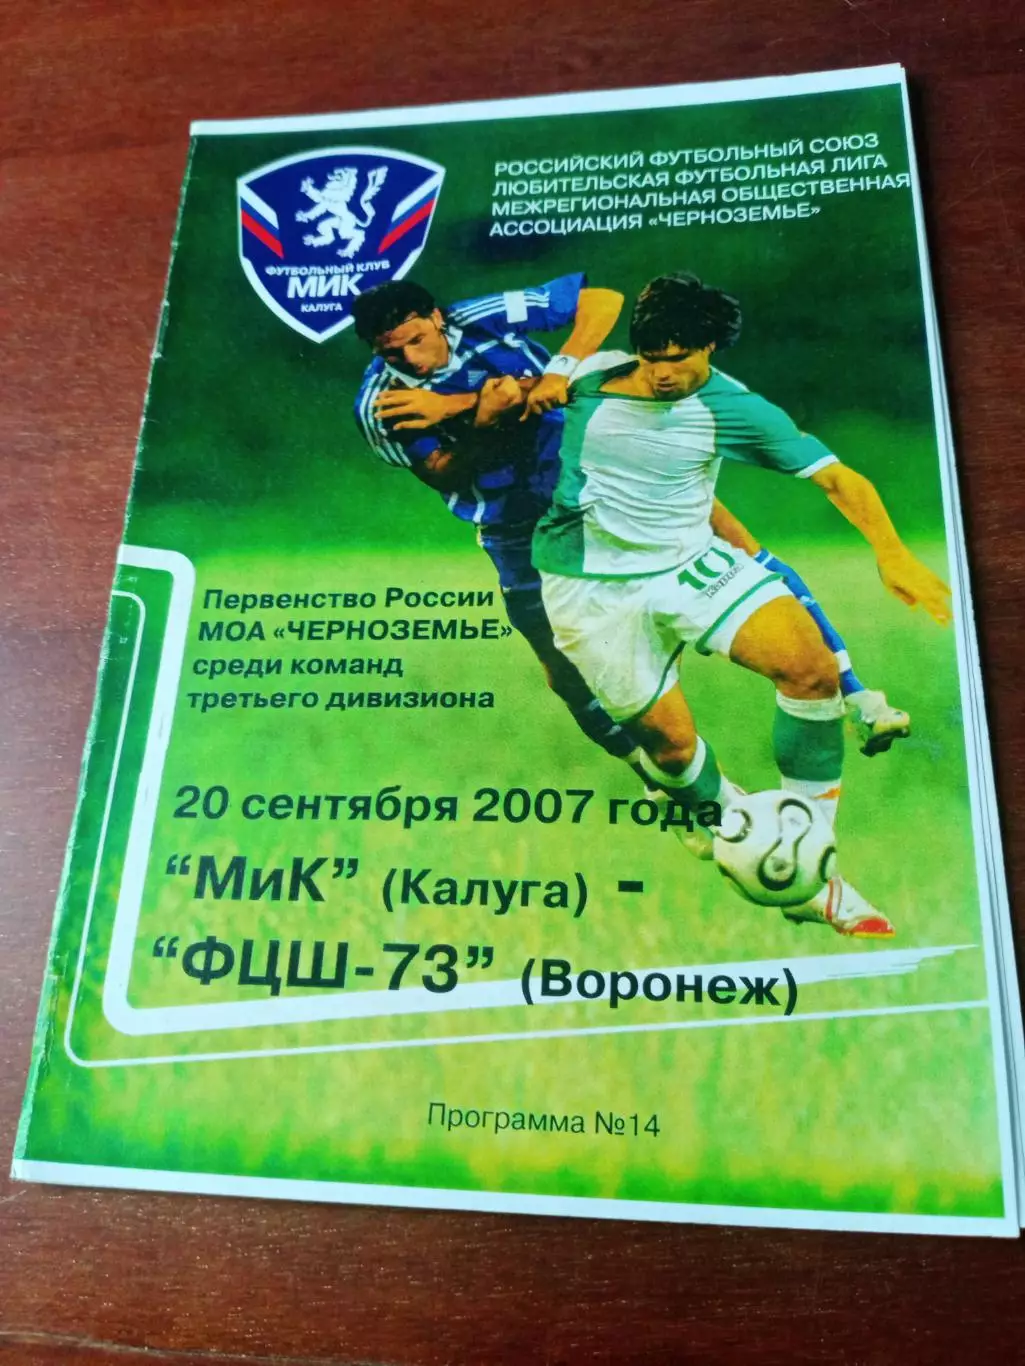 РОССИЙСКИЙ ФУТБОЛЬНЫЙ СОЮЗ
ЛЮБИТЕЛЬСКАЯ ФУТБОЛЬНАЯ ЛИГА
МЕЖРЕГИОНАЛЬНАЯ ОБЩЕСТВЕННАЯ
АССОЦИАЦИЯ «ЧЕРНОЗЕМЬЕ»
ФУТБОЛЬНЫЙ КЛУБ
МИК
КАЛУГА
10
Первенство России
МОА «ЧЕРНОЗЕМЬЕ»
среди команд
третьего дивизиона
20 сентября 2007 года
“МиК” (Калуга) -
“ФЦШ-73” (Воронеж)
Программа №14